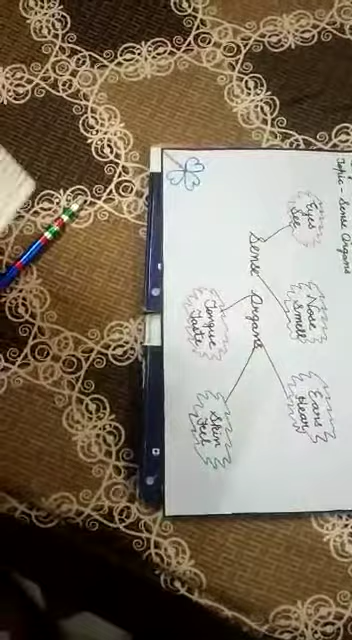 Topic - Sense Organs
Eyes
See
Nose
Smell
Ears
Hear
Sense Organs
Tongue
Taste
Skin
Feel